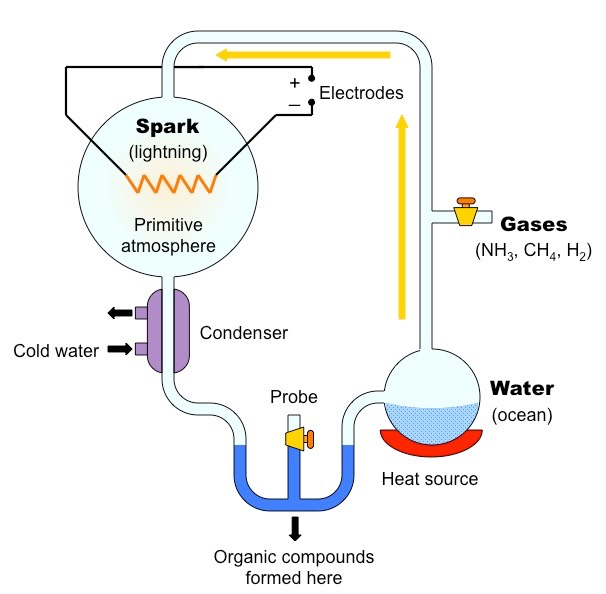 +
–
Electrodes
Spark
(lightning)
Primitive
atmosphere
Gases
(NH₃, CH₄, H₂)
Condenser
Cold water
Probe
Water
(ocean)
Heat source
Organic compounds
formed here